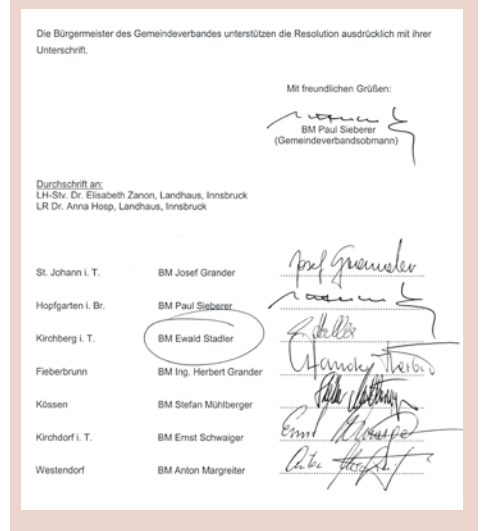 Die Bürgermeister des Gemeindeverbandes unterstützen die Resolution ausdrücklich mit ihrer
Unterschrift.
Mit freundlichen Grüßen:
BM Paul Sieberer
(Gemeindeverbandsobmann)
Durchschrift an:
LH-Stv. Dr. Elisabeth Zanon, Landhaus, Innsbruck
LR Dr. Anna Hosp, Landhaus, Innsbruck
St. Johann i. T. BM Josef Grander
Hopfgarten i. Br. BM Paul Sieberer
Kirchberg i. T. BM Ewald Stadler
Fieberbrunn BM Ing. Herbert Grander
Kössen BM Stefan Mühlberger
Kirchdorf i. T. BM Ernst Schwaiger
Westendorf BM Anton Margreiter